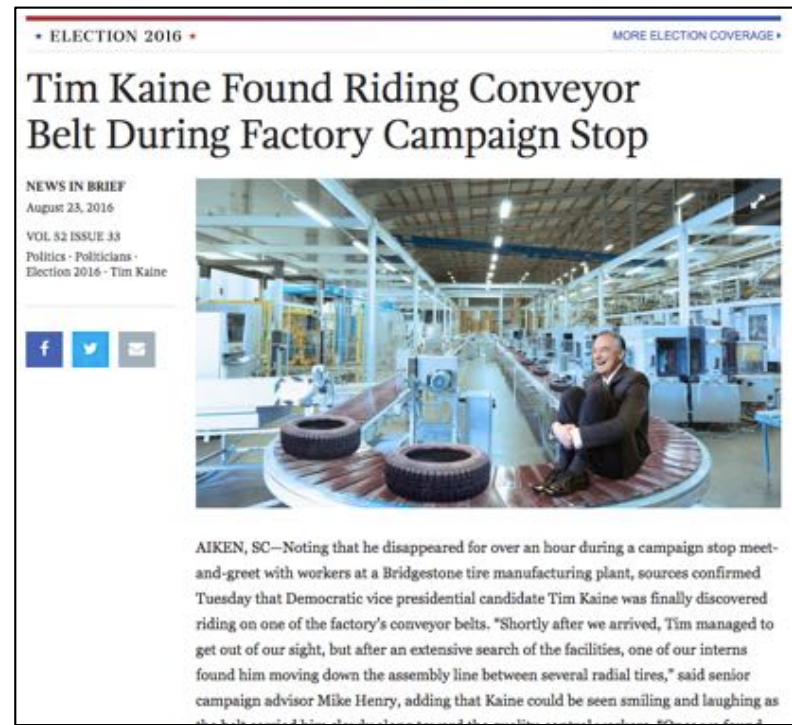 • ELECTION 2016 •
MORE ELECTION COVERAGE
Tim Kaine Found Riding Conveyor
Belt During Factory Campaign Stop
NEWS IN BRIEF
August 23, 2016
VOL 52 ISSUE 33
Politics · Politicians ·
Election 2016 · Tim Kaine
AIKEN, SC—Noting that he disappeared for over an hour during a campaign stop meet-
and-greet with workers at a Bridgestone tire manufacturing plant, sources confirmed
Tuesday that Democratic vice presidential candidate Tim Kaine was finally discovered
riding on one of the factory's conveyor belts. "Shortly after we arrived, Tim managed to
get out of our sight, but after an extensive search of the facilities, one of our interns
found him moving down the assembly line between several radial tires," said senior
campaign advisor Mike Henry, adding that Kaine could be seen smiling and laughing as